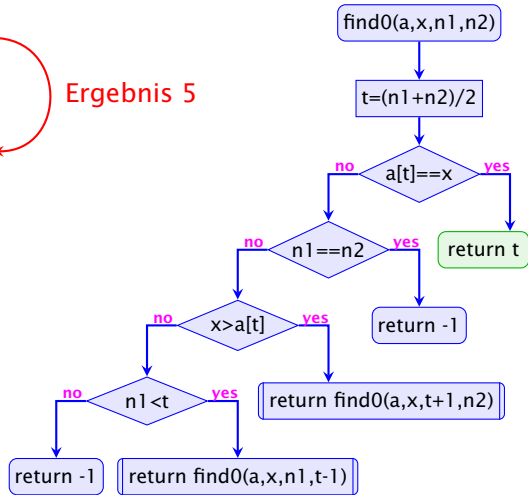 find0(a,x,n1,n2)
Ergebnis 5
t=(n1+n2)/2
no
a[t]==x
yes
no
n1==n2
yes
return t
no
x>a[t]
yes
return -1
no
n1<t
yes
return find0(a,x,t+1,n2)
return -1
return find0(a,x,n1,t-1)